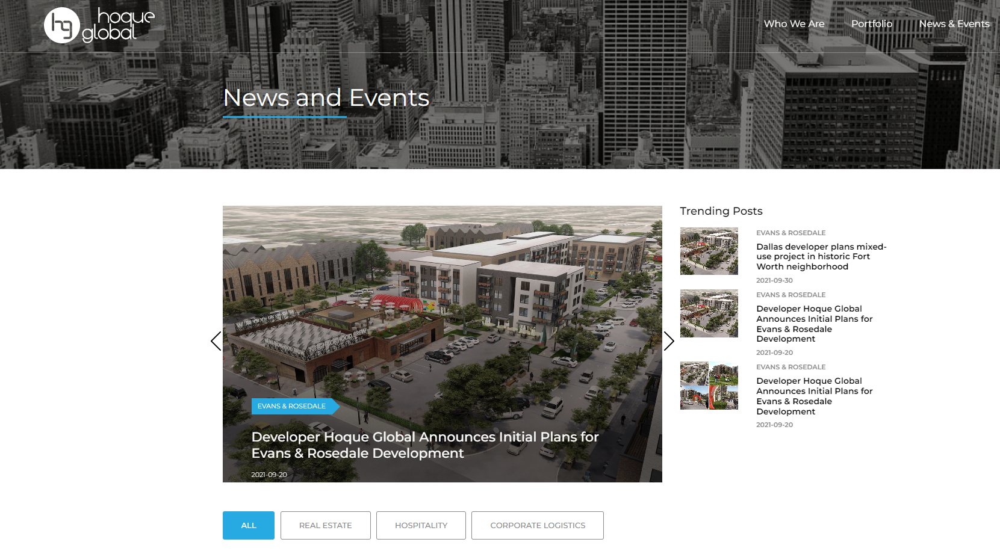 hg hoque
global
Who We Are
Portfolio
News & Events
News and Events
NEIGHBORHOOD BREW
EVANS & ROSEDALE
Developer Hoque Global Announces Initial Plans for
Evans & Rosedale Development
2021-09-20
Trending Posts
EVANS & ROSEDALE
Dallas developer plans mixed-
use project in historic Fort
Worth neighborhood
2021-09-30
EVANS & ROSEDALE
Developer Hoque Global
Announces Initial Plans for
Evans & Rosedale
Development
2021-09-20
EVANS & ROSEDALE
Developer Hoque Global
Announces Initial Plans for
Evans & Rosedale
Development
2021-09-20
ALL
REAL ESTATE
HOSPITALITY
CORPORATE LOGISTICS